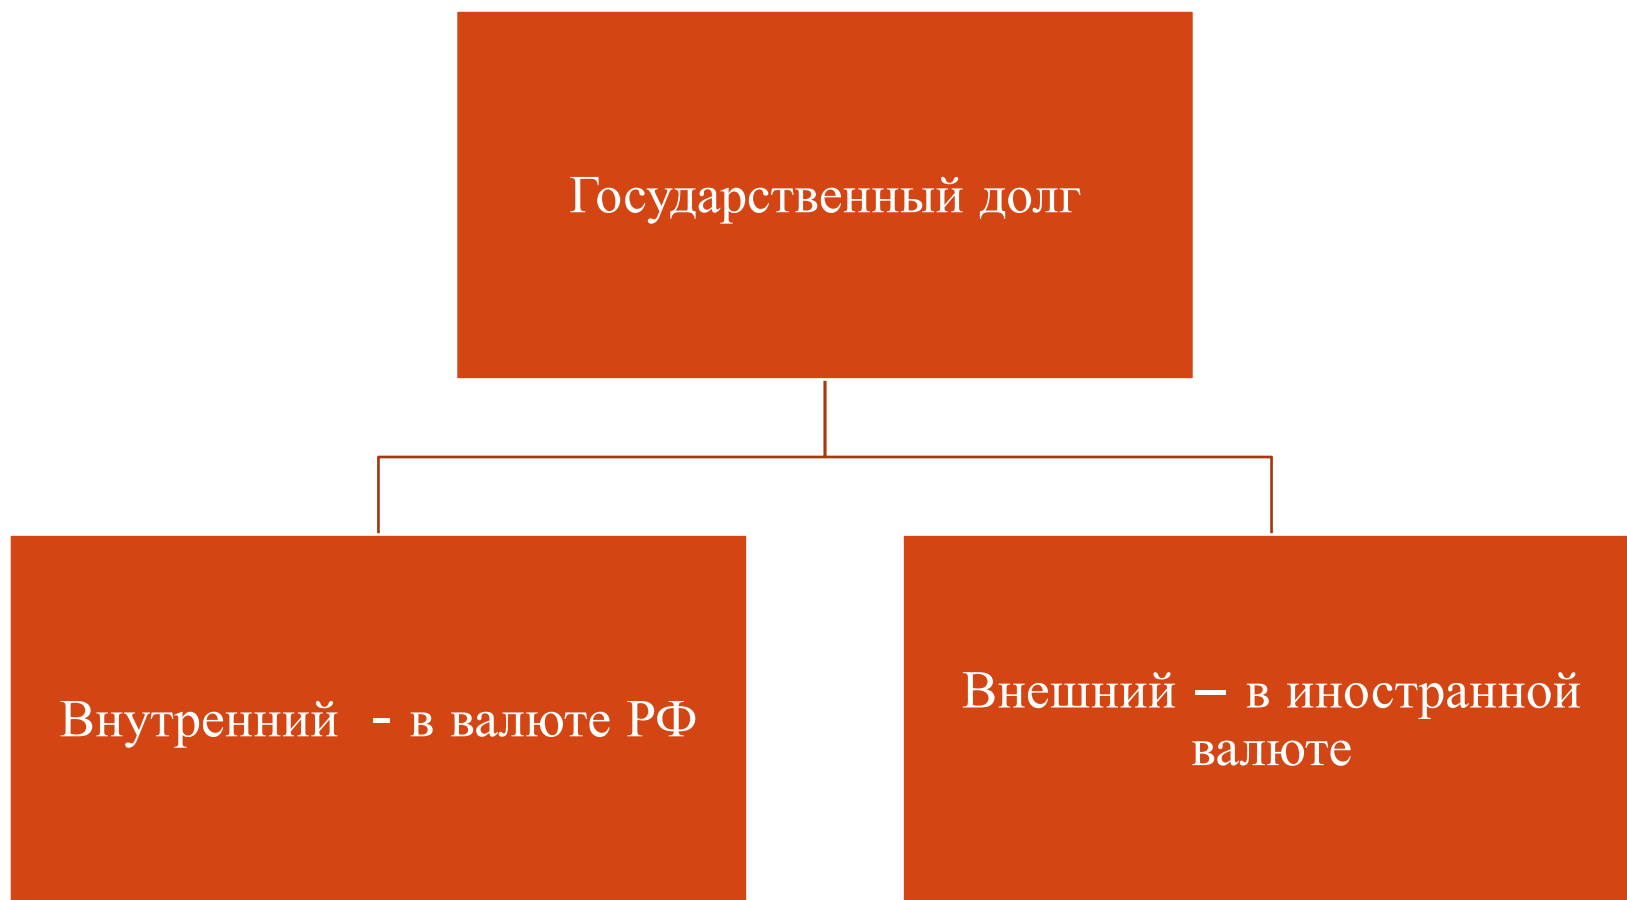 Государственный долг
Внутренний  - в валюте РФ
Внешний – в иностранной
валюте